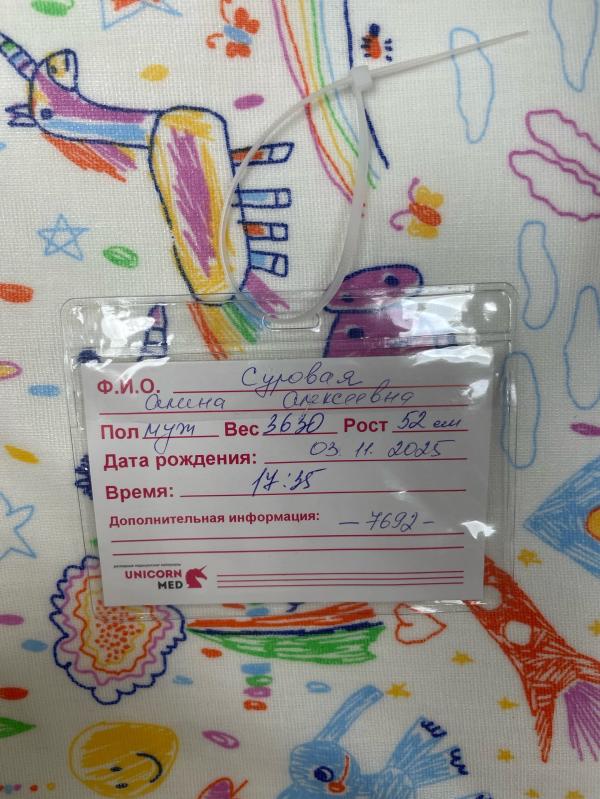 Ф.И.О. Суровая
Алина Алексеевна
Пол муж Вес 3630 Рост 52 см
Дата рождения: 03. 11. 2025
Время: 17:35
Дополнительная информация: - 7692 -
UNICORN
MED